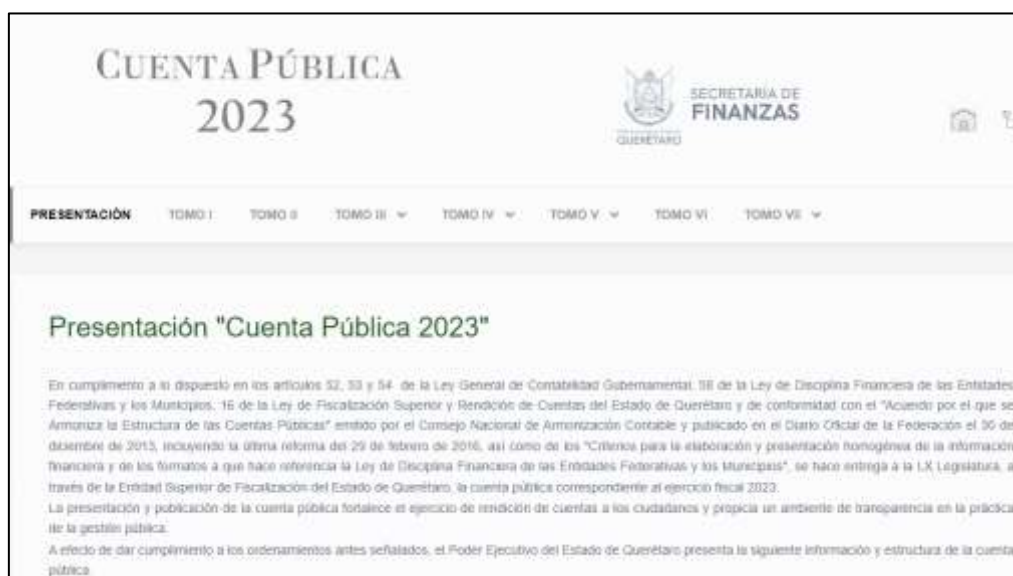 CUENTA PÚBLICA
2023
SECRETARÍA DE
FINANZAS
QUERÉTARO
PRESENTACIÓN TOMO I TOMO II TOMO III TOMO IV TOMO V TOMO VI TOMO VII
Presentación "Cuenta Pública 2023"
En cumplimiento a lo dispuesto en los artículos 52, 53 y 54 de la Ley General de Contabilidad Gubernamental, 58 de la Ley de Disciplina Financiera de las Entidades
Federativas y los Municipios, 16 de la Ley de Fiscalización Superior y Rendición de Cuentas del Estado de Querétaro y de conformidad con el "Acuerdo por el que se
Armoniza la Estructura de las Cuentas Públicas" emitido por el Consejo Nacional de Armonización Contable y publicado en el Diario Oficial de la Federación el 30 de
diciembre de 2013, incluyendo la última reforma del 29 de febrero de 2016, así como de los "Criterios para la elaboración y presentación homogénea de la información
financiera y de los formatos a que hace referencia la Ley de Disciplina Financiera de las Entidades Federativas y los Municipios", se hace entrega a la LX Legislatura, a
través de la Entidad Superior de Fiscalización del Estado de Querétaro, la cuenta pública correspondiente al ejercicio fiscal 2023.
La presentación y publicación de la cuenta pública fortalece el ejercicio de rendición de cuentas a los ciudadanos y propicia un ambiente de transparencia en la práctica
de la gestión pública.
A efecto de dar cumplimiento a los ordenamientos antes señalados, el Poder Ejecutivo del Estado de Querétaro presenta la siguiente información y estructura de la cuenta
pública